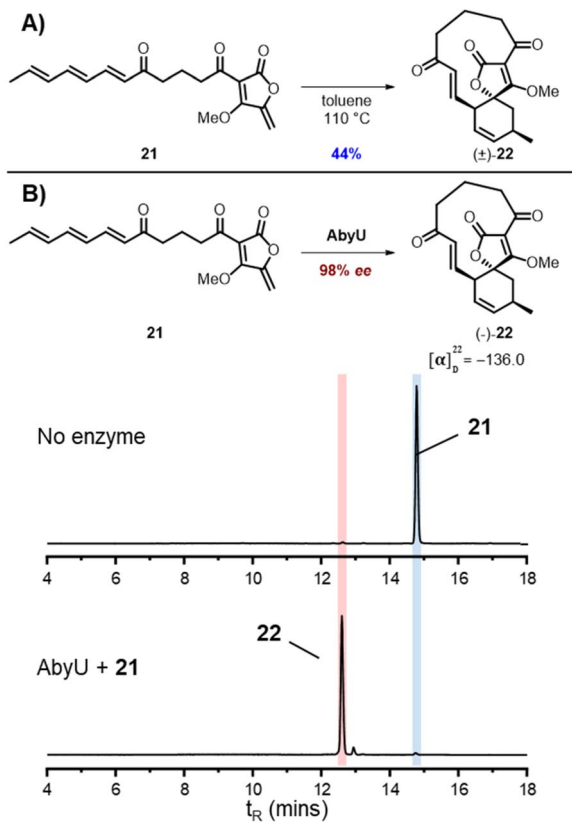 A)
O
O
O
O
MeO
21
toluene
110 °C
44%
O
O
O
O
OMe
(±)-22
B)
O
O
O
O
MeO
21
AbyU
98% ee
O
O
O
O
OMe
(-)-22
[α]D22 = −136.0
No enzyme
21
4 6 8 10 12 14 16 18
22
AbyU + 21
4 6 8 10 12 14 16 18
tR (mins)